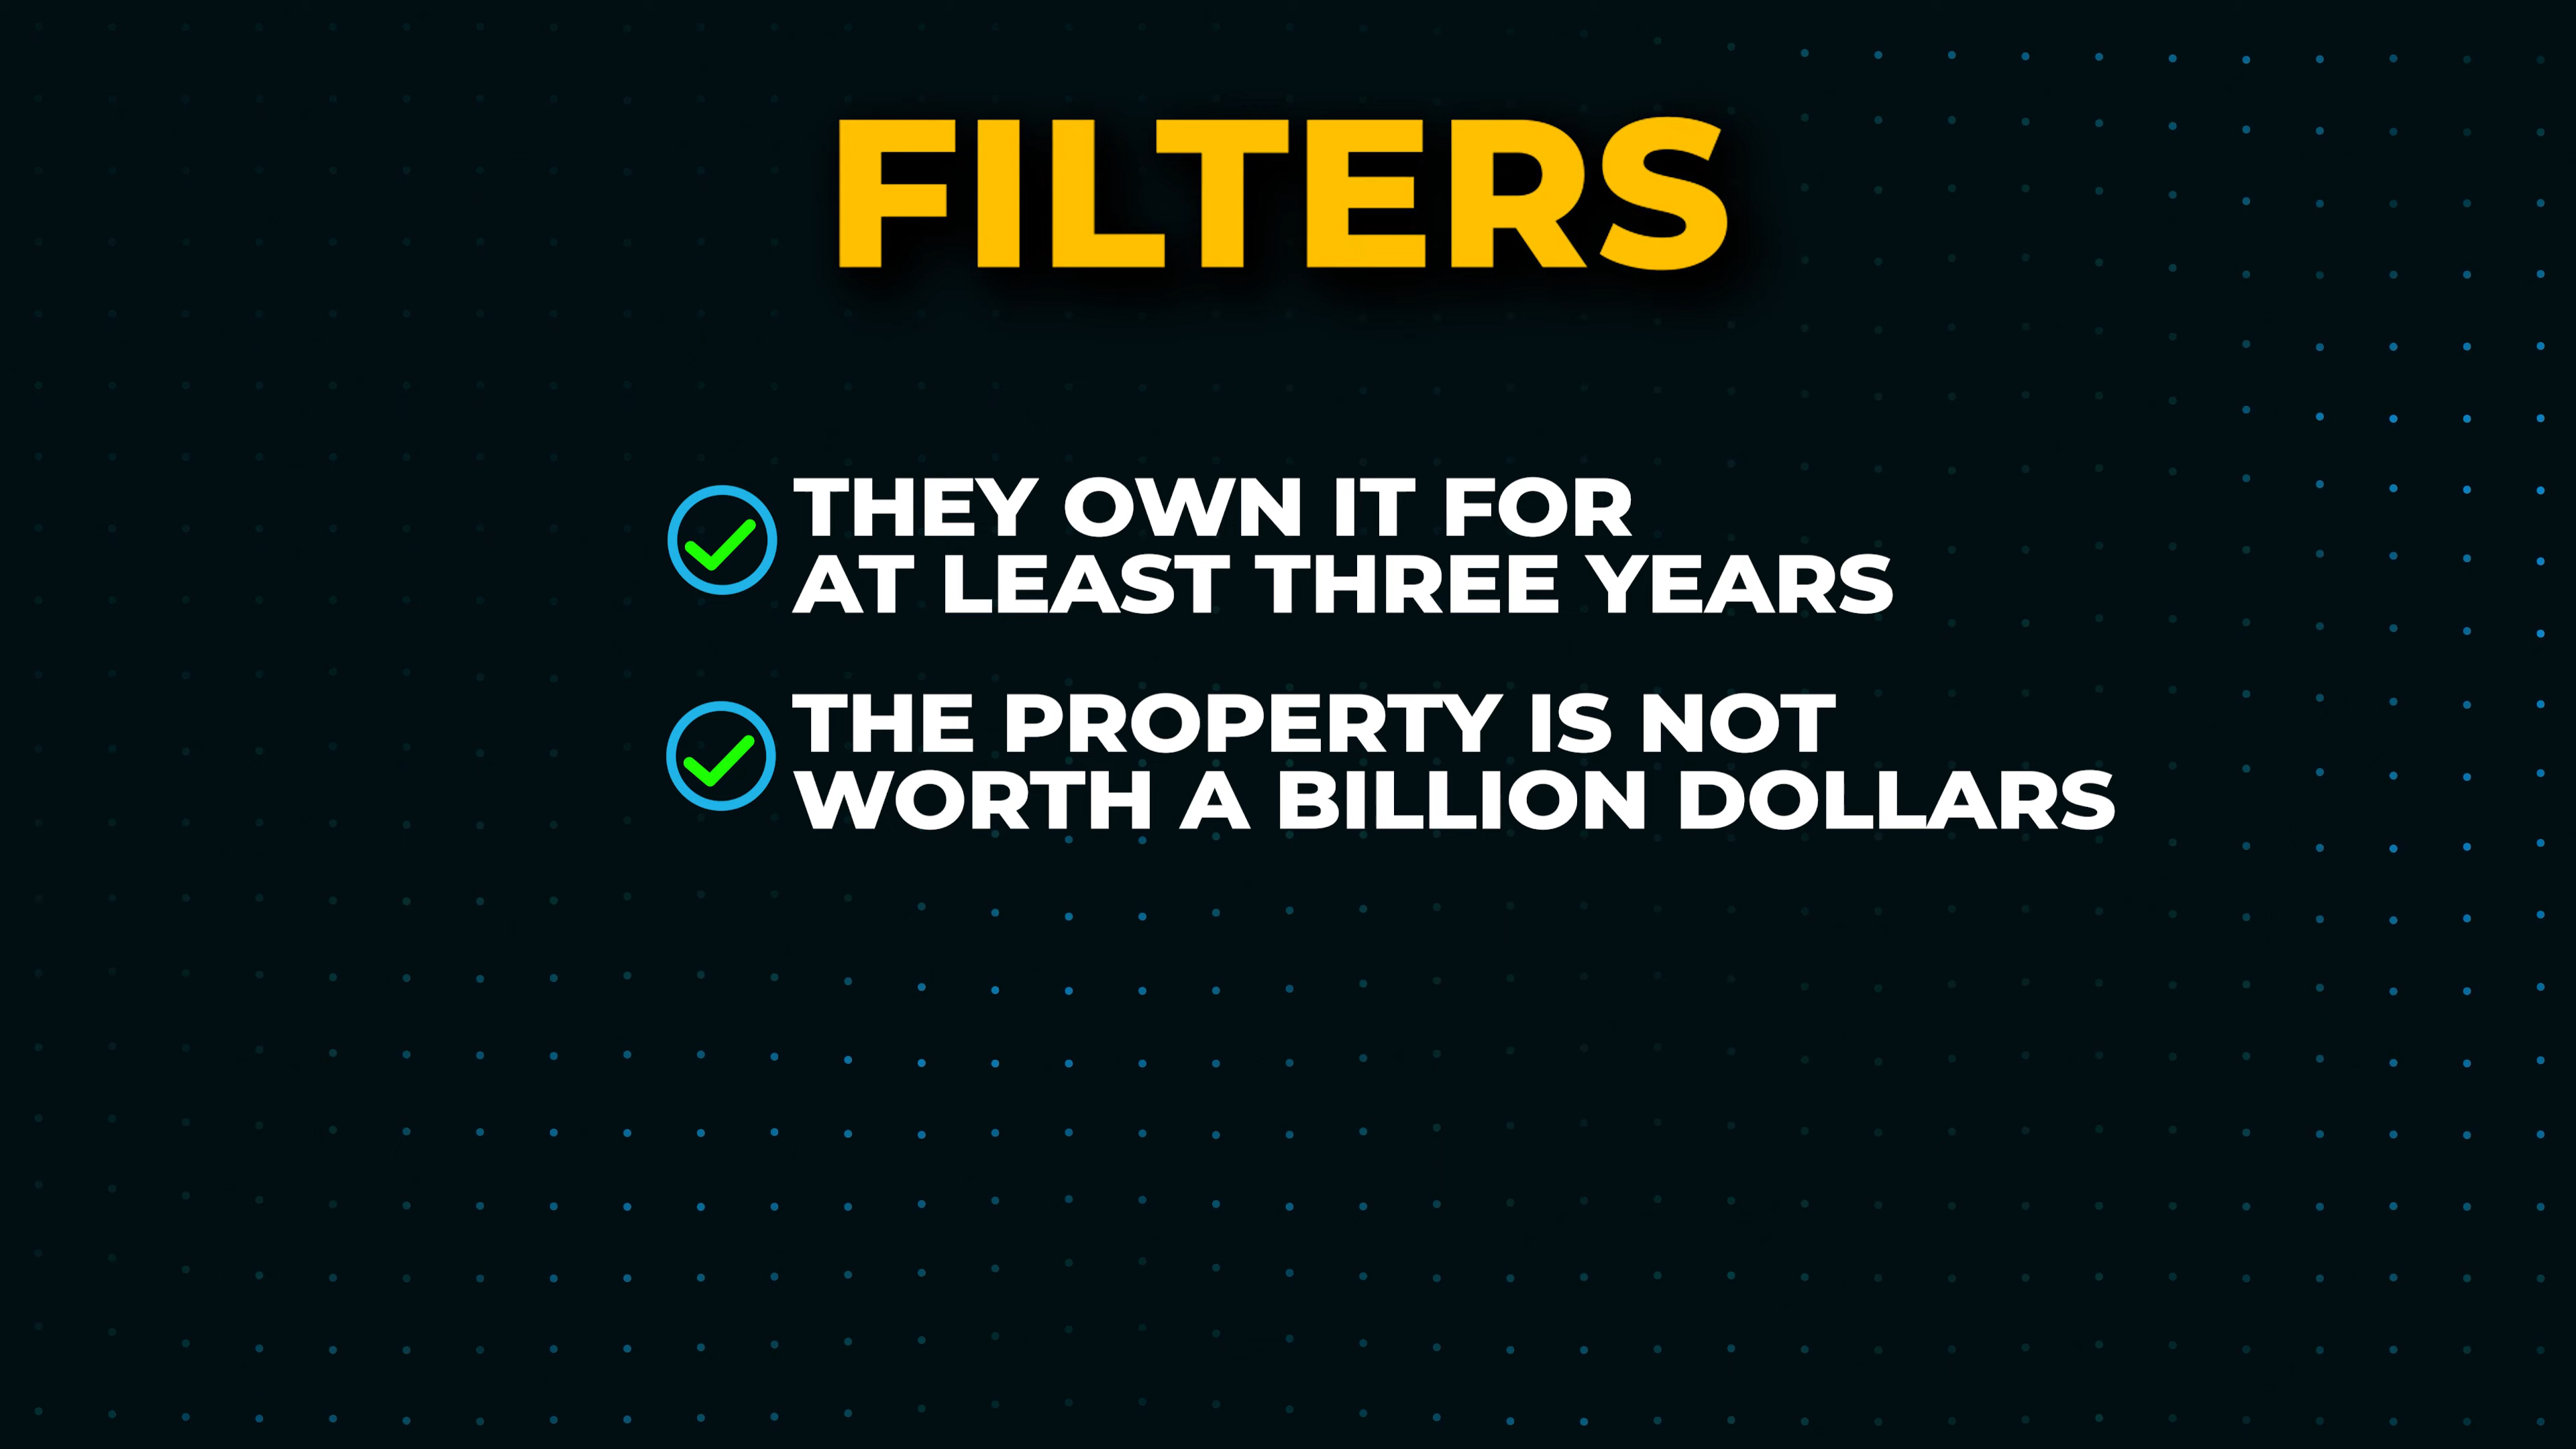 FILTERS
THEY OWN IT FOR
AT LEAST THREE YEARS
THE PROPERTY IS NOT
WORTH A BILLION DOLLARS